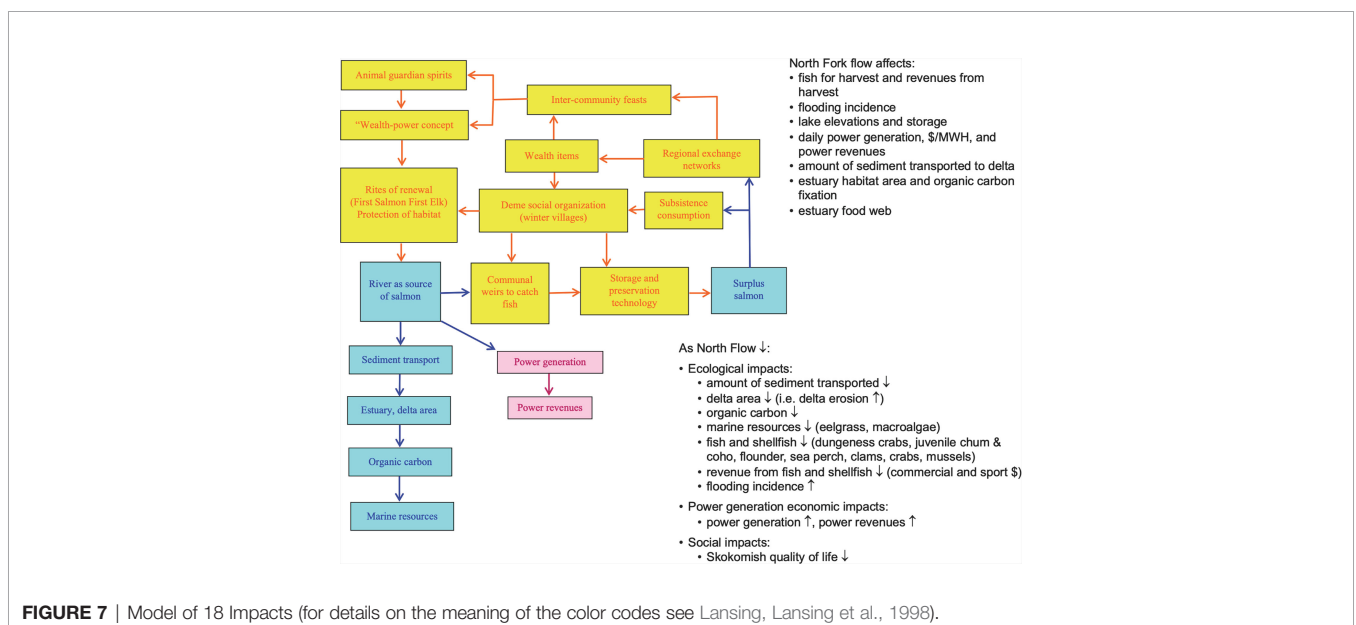 Animal guardian spirits
“Wealth-power concept
Rites of renewal
(First Salmon First Elk)
Protection of habitat
Inter-community feasts
Wealth items
Regional exchange
networks
Deme social organization
(winter villages)
Subsistence
consumption
River as source
of salmon
Communal
weirs to catch
fish
Storage and
preservation
technology
Surplus
salmon
Sediment transport
Estuary, delta area
Organic carbon
Marine resources
Power generation
Power revenues
North Fork flow affects:
• fish for harvest and revenues from
harvest
• flooding incidence
• lake elevations and storage
• daily power generation, $/MWH, and
power revenues
• amount of sediment transported to delta
• estuary habitat area and organic carbon
fixation
• estuary food web
As North Flow ↓:
• Ecological impacts:
• amount of sediment transported ↓
• delta area ↓ (i.e. delta erosion ↑)
• organic carbon ↓
• marine resources ↓ (eelgrass, macroalgae)
• fish and shellfish ↓ (dungeness crabs, juvenile chum &
coho, flounder, sea perch, clams, crabs, mussels)
• revenue from fish and shellfish ↓ (commercial and sport $)
• flooding incidence ↑
• Power generation economic impacts:
• power generation ↑, power revenues ↑
• Social impacts:
• Skokomish quality of life ↓
FIGURE 7 | Model of 18 Impacts (for details on the meaning of the color codes see Lansing, Lansing et al., 1998).